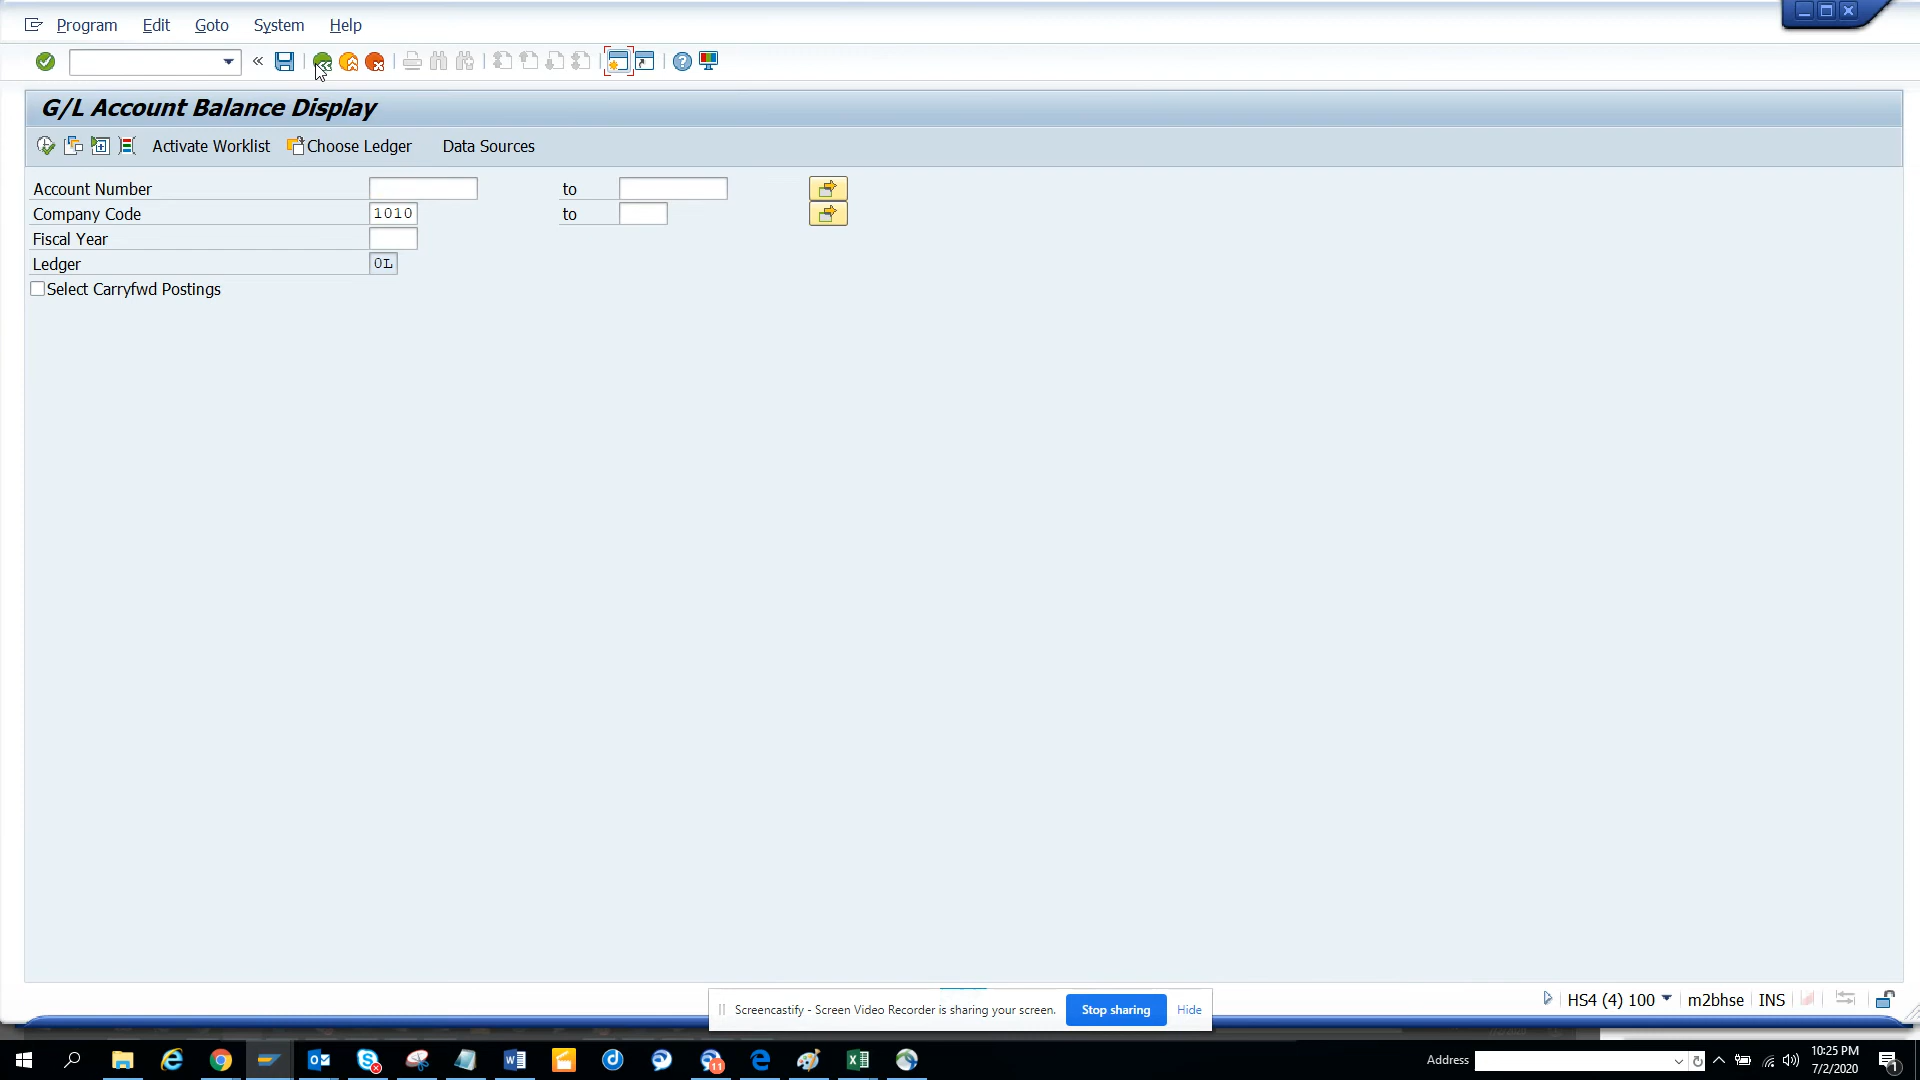 Program Edit Goto System Help
G/L Account Balance Display
Activate Worklist Choose Ledger Data Sources
Account Number to
Company Code 1010 to
Fiscal Year
Ledger 0L
Select Carryfwd Postings
HS4 (4) 100 m2bhse INS
Screencastify - Screen Video Recorder is sharing your screen. Stop sharing Hide
Address
10:25 PM
7/2/2020
11
1